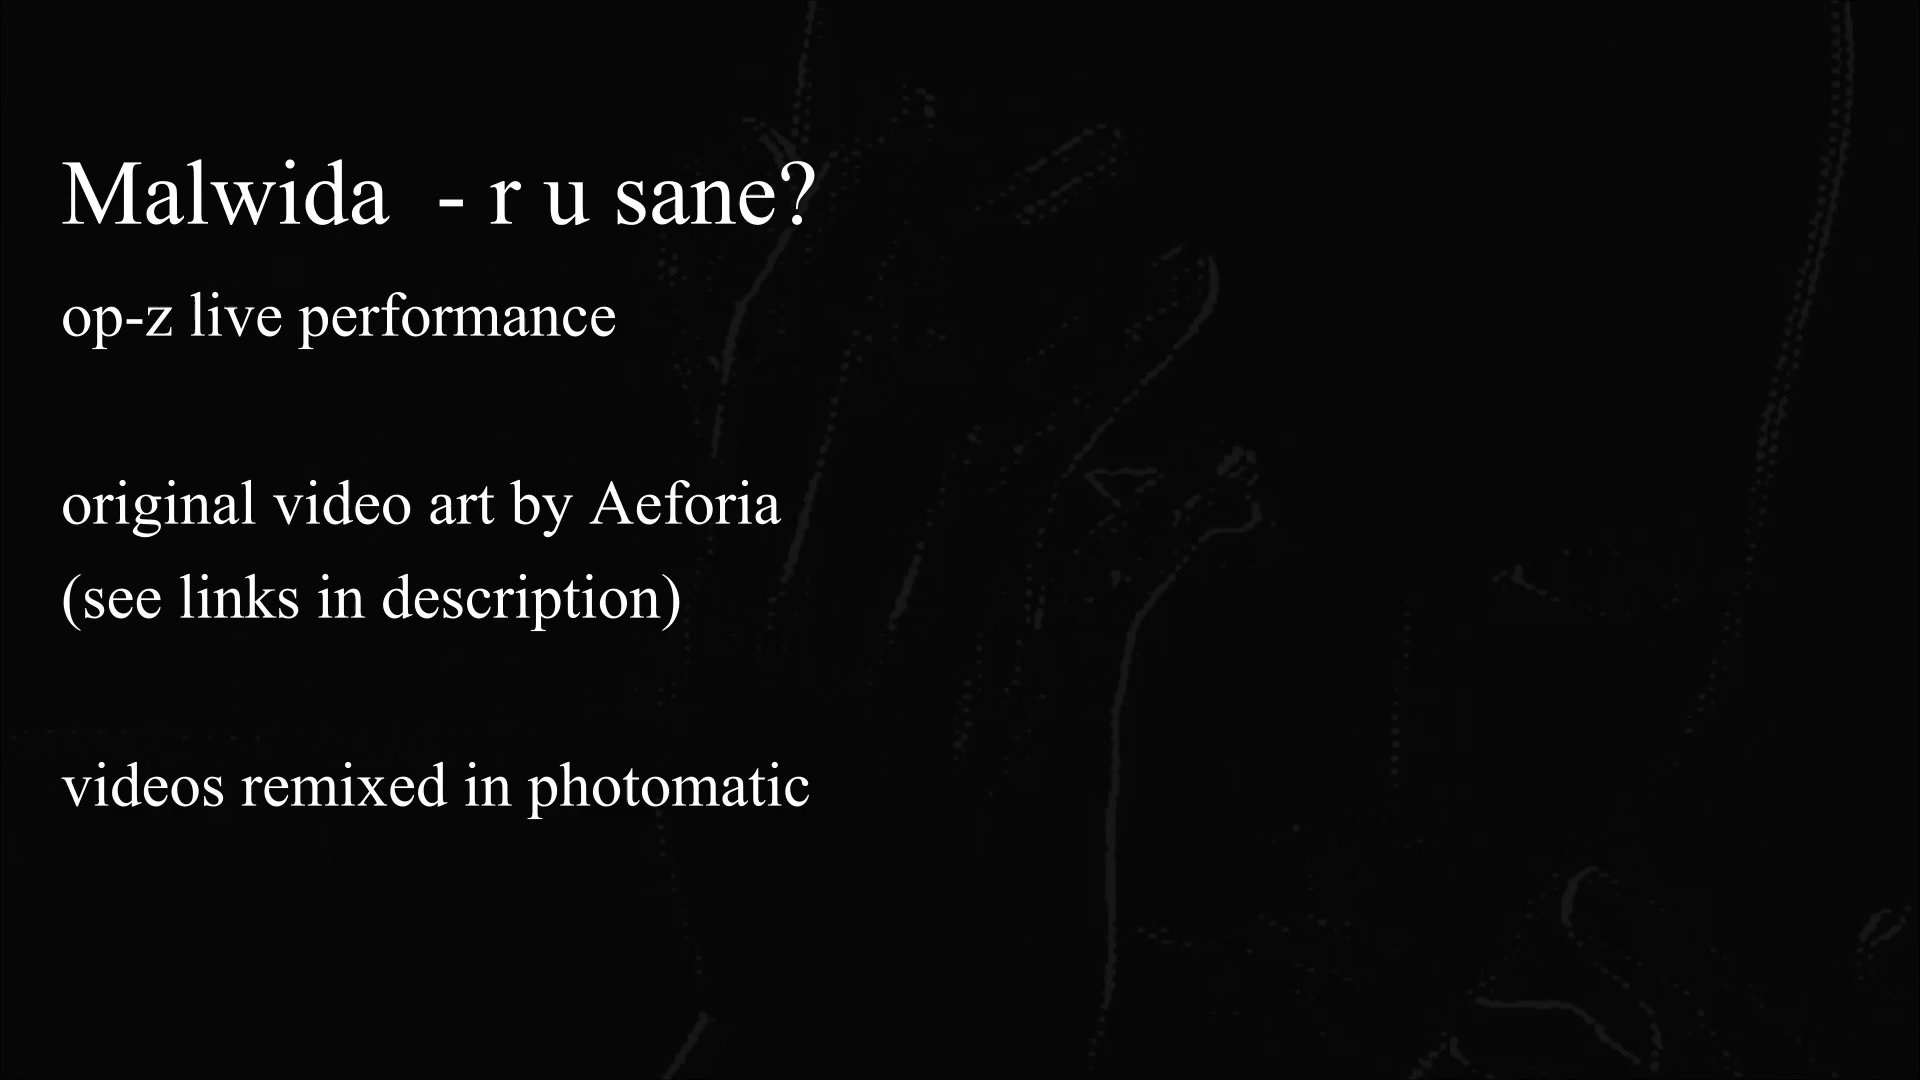 Malwida  - r u sane?
op-z live performance
original video art by Aeforia
(see links in description)
videos remixed in photomatic